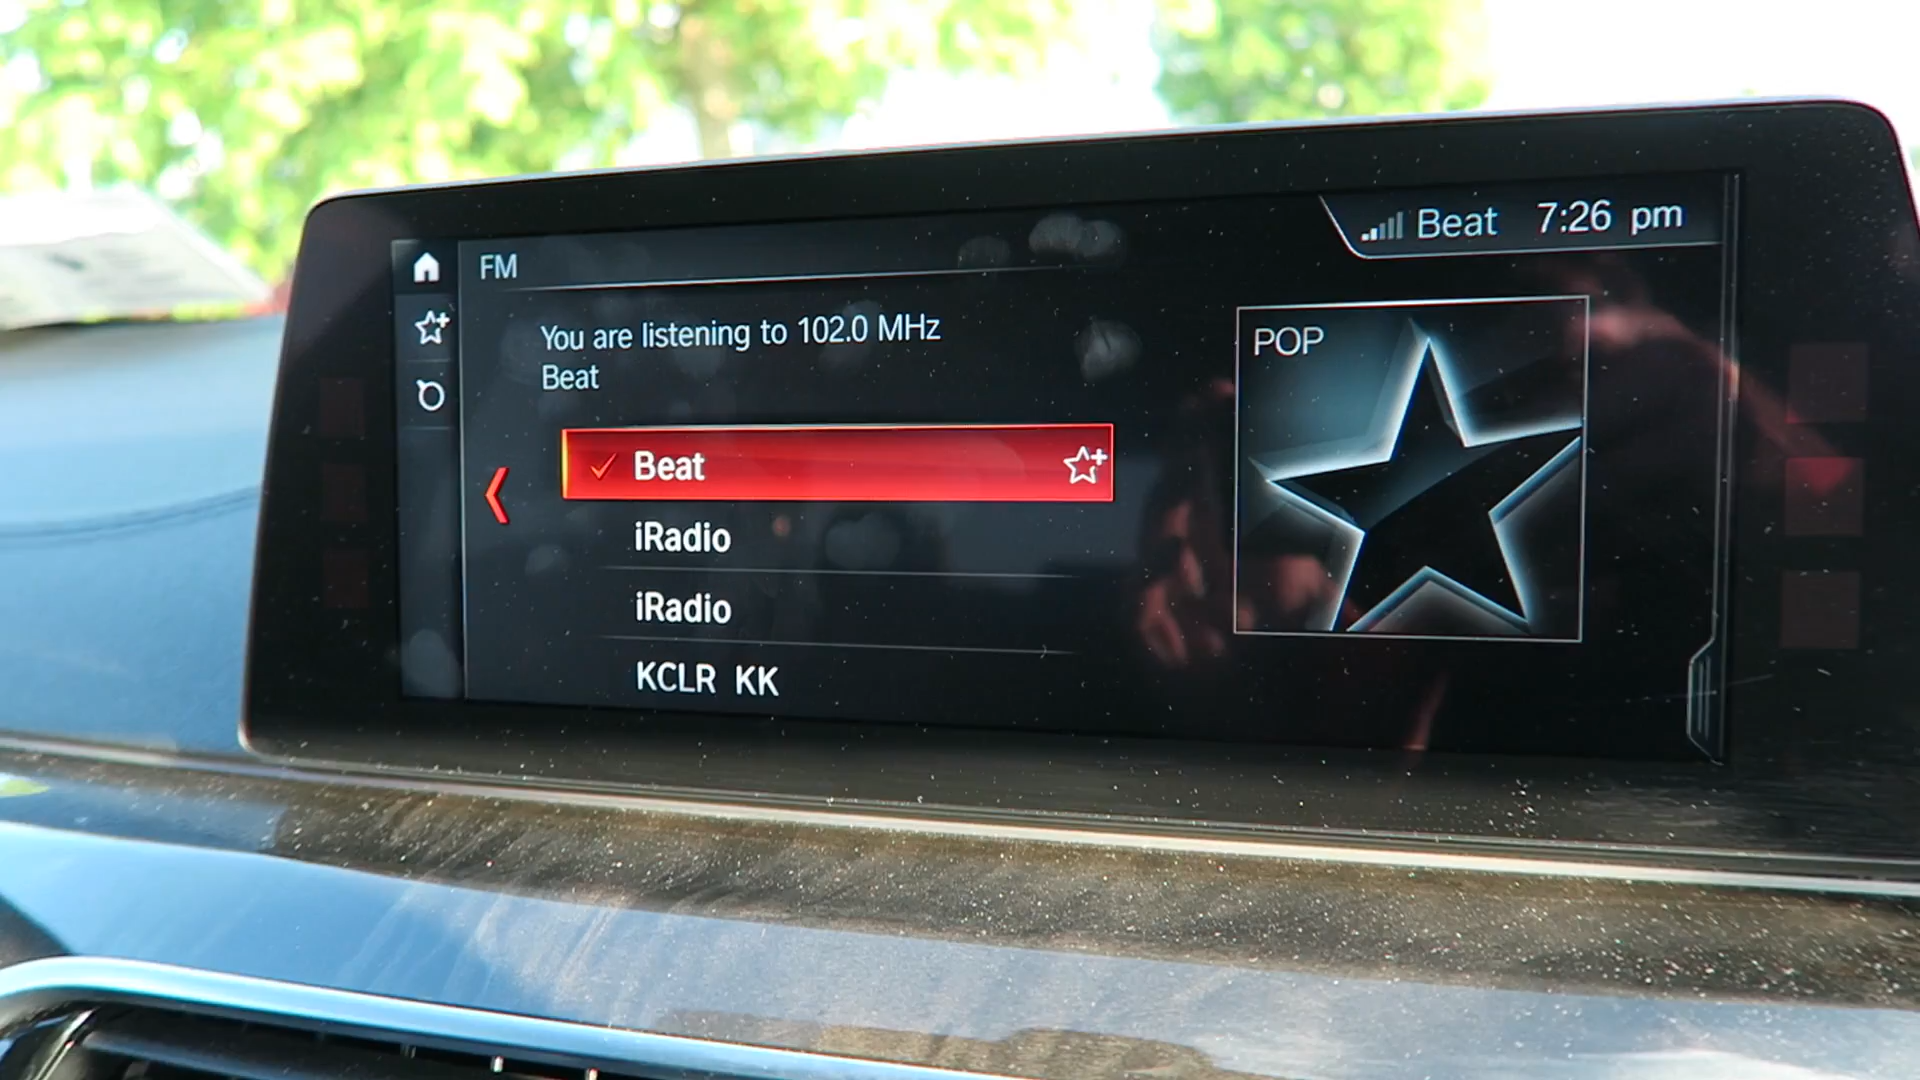 Beat 7:26 pm
FM
You are listening to 102.0 MHz
Beat
Beat
iRadio
iRadio
KCLR KK
POP